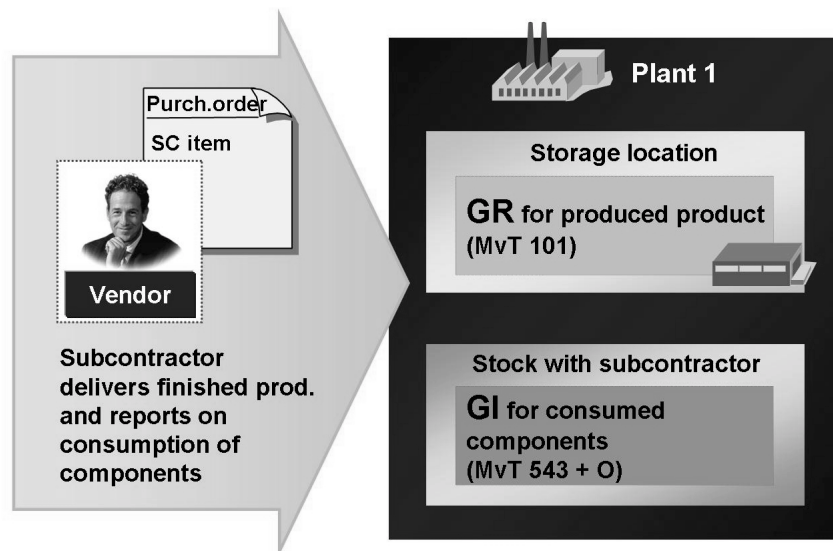 Purch.order
SC item
Vendor
Subcontractor
delivers finished prod.
and reports on
consumption of
components
Plant 1
Storage location
GR for produced product
(MvT 101)
Stock with subcontractor
GI for consumed
components
(MvT 543 + O)